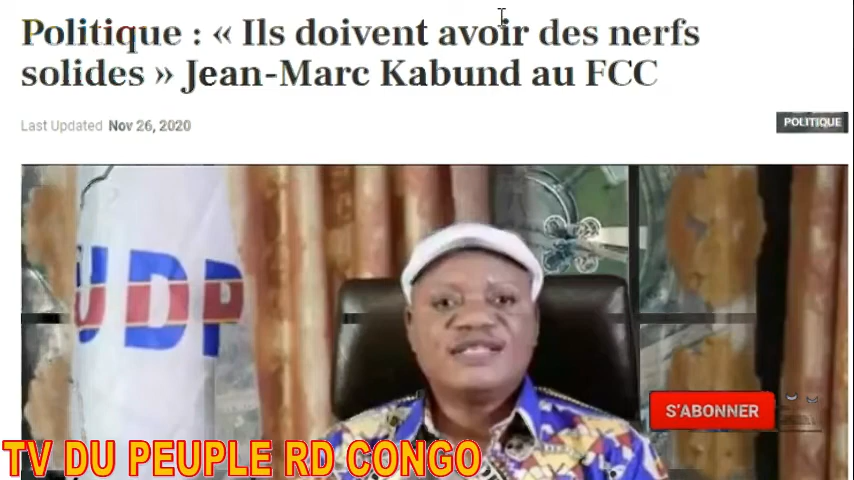 Politique : « Ils doivent avoir des nerfs
solides » Jean-Marc Kabund au FCC
Last Updated Nov 26, 2020
POLITIQUE
UDP
S'ABONNER
TV DU PEUPLE RD CONGO